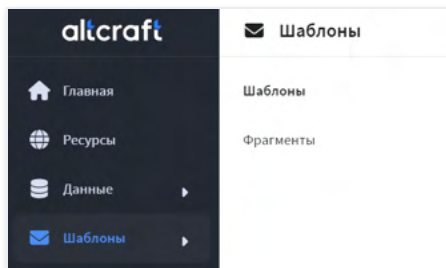 altcraft
Главная
Ресурсы
Данные
Шаблоны
Шаблоны
Шаблоны
Фрагменты